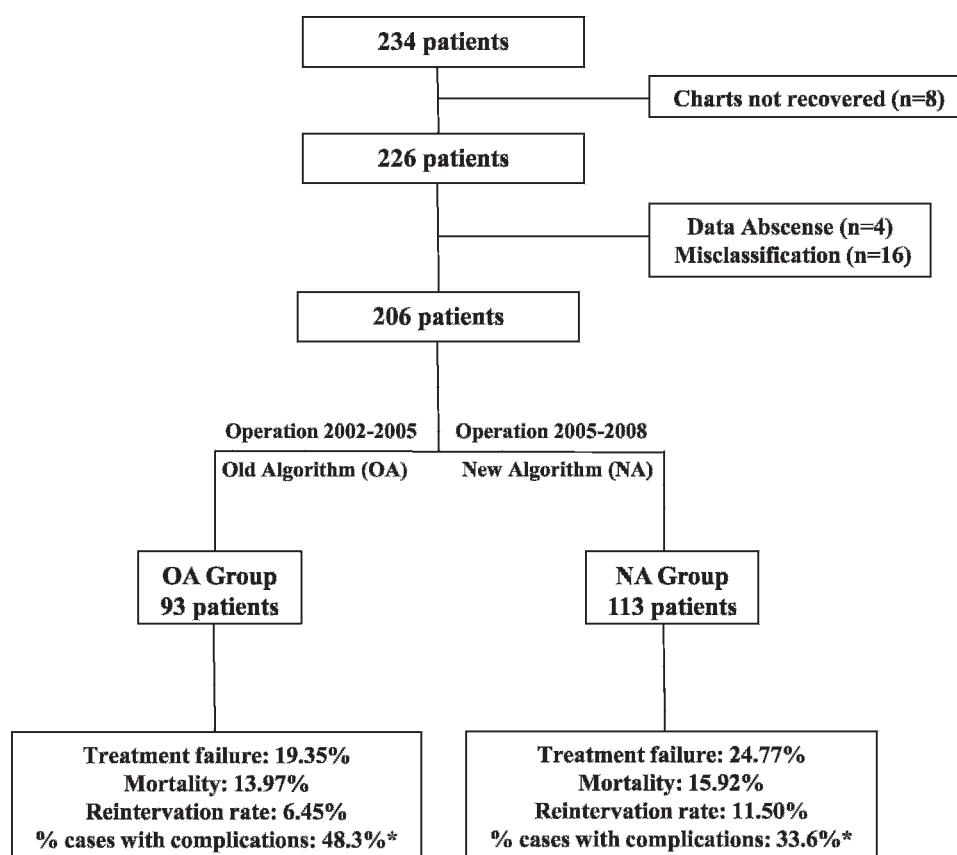 234 patients
Charts not recovered (n=8)
226 patients
Data Abscense (n=4)
Misclassification (n=16)
206 patients
Operation 2002-2005
Operation 2005-2008
Old Algorithm (OA)
New Algorithm (NA)
OA Group
93 patients
NA Group
113 patients
Treatment failure: 19.35%
Mortality: 13.97%
Reintervation rate: 6.45%
% cases with complications: 48.3%*
Treatment failure: 24.77%
Mortality: 15.92%
Reintervation rate: 11.50%
% cases with complications: 33.6%*